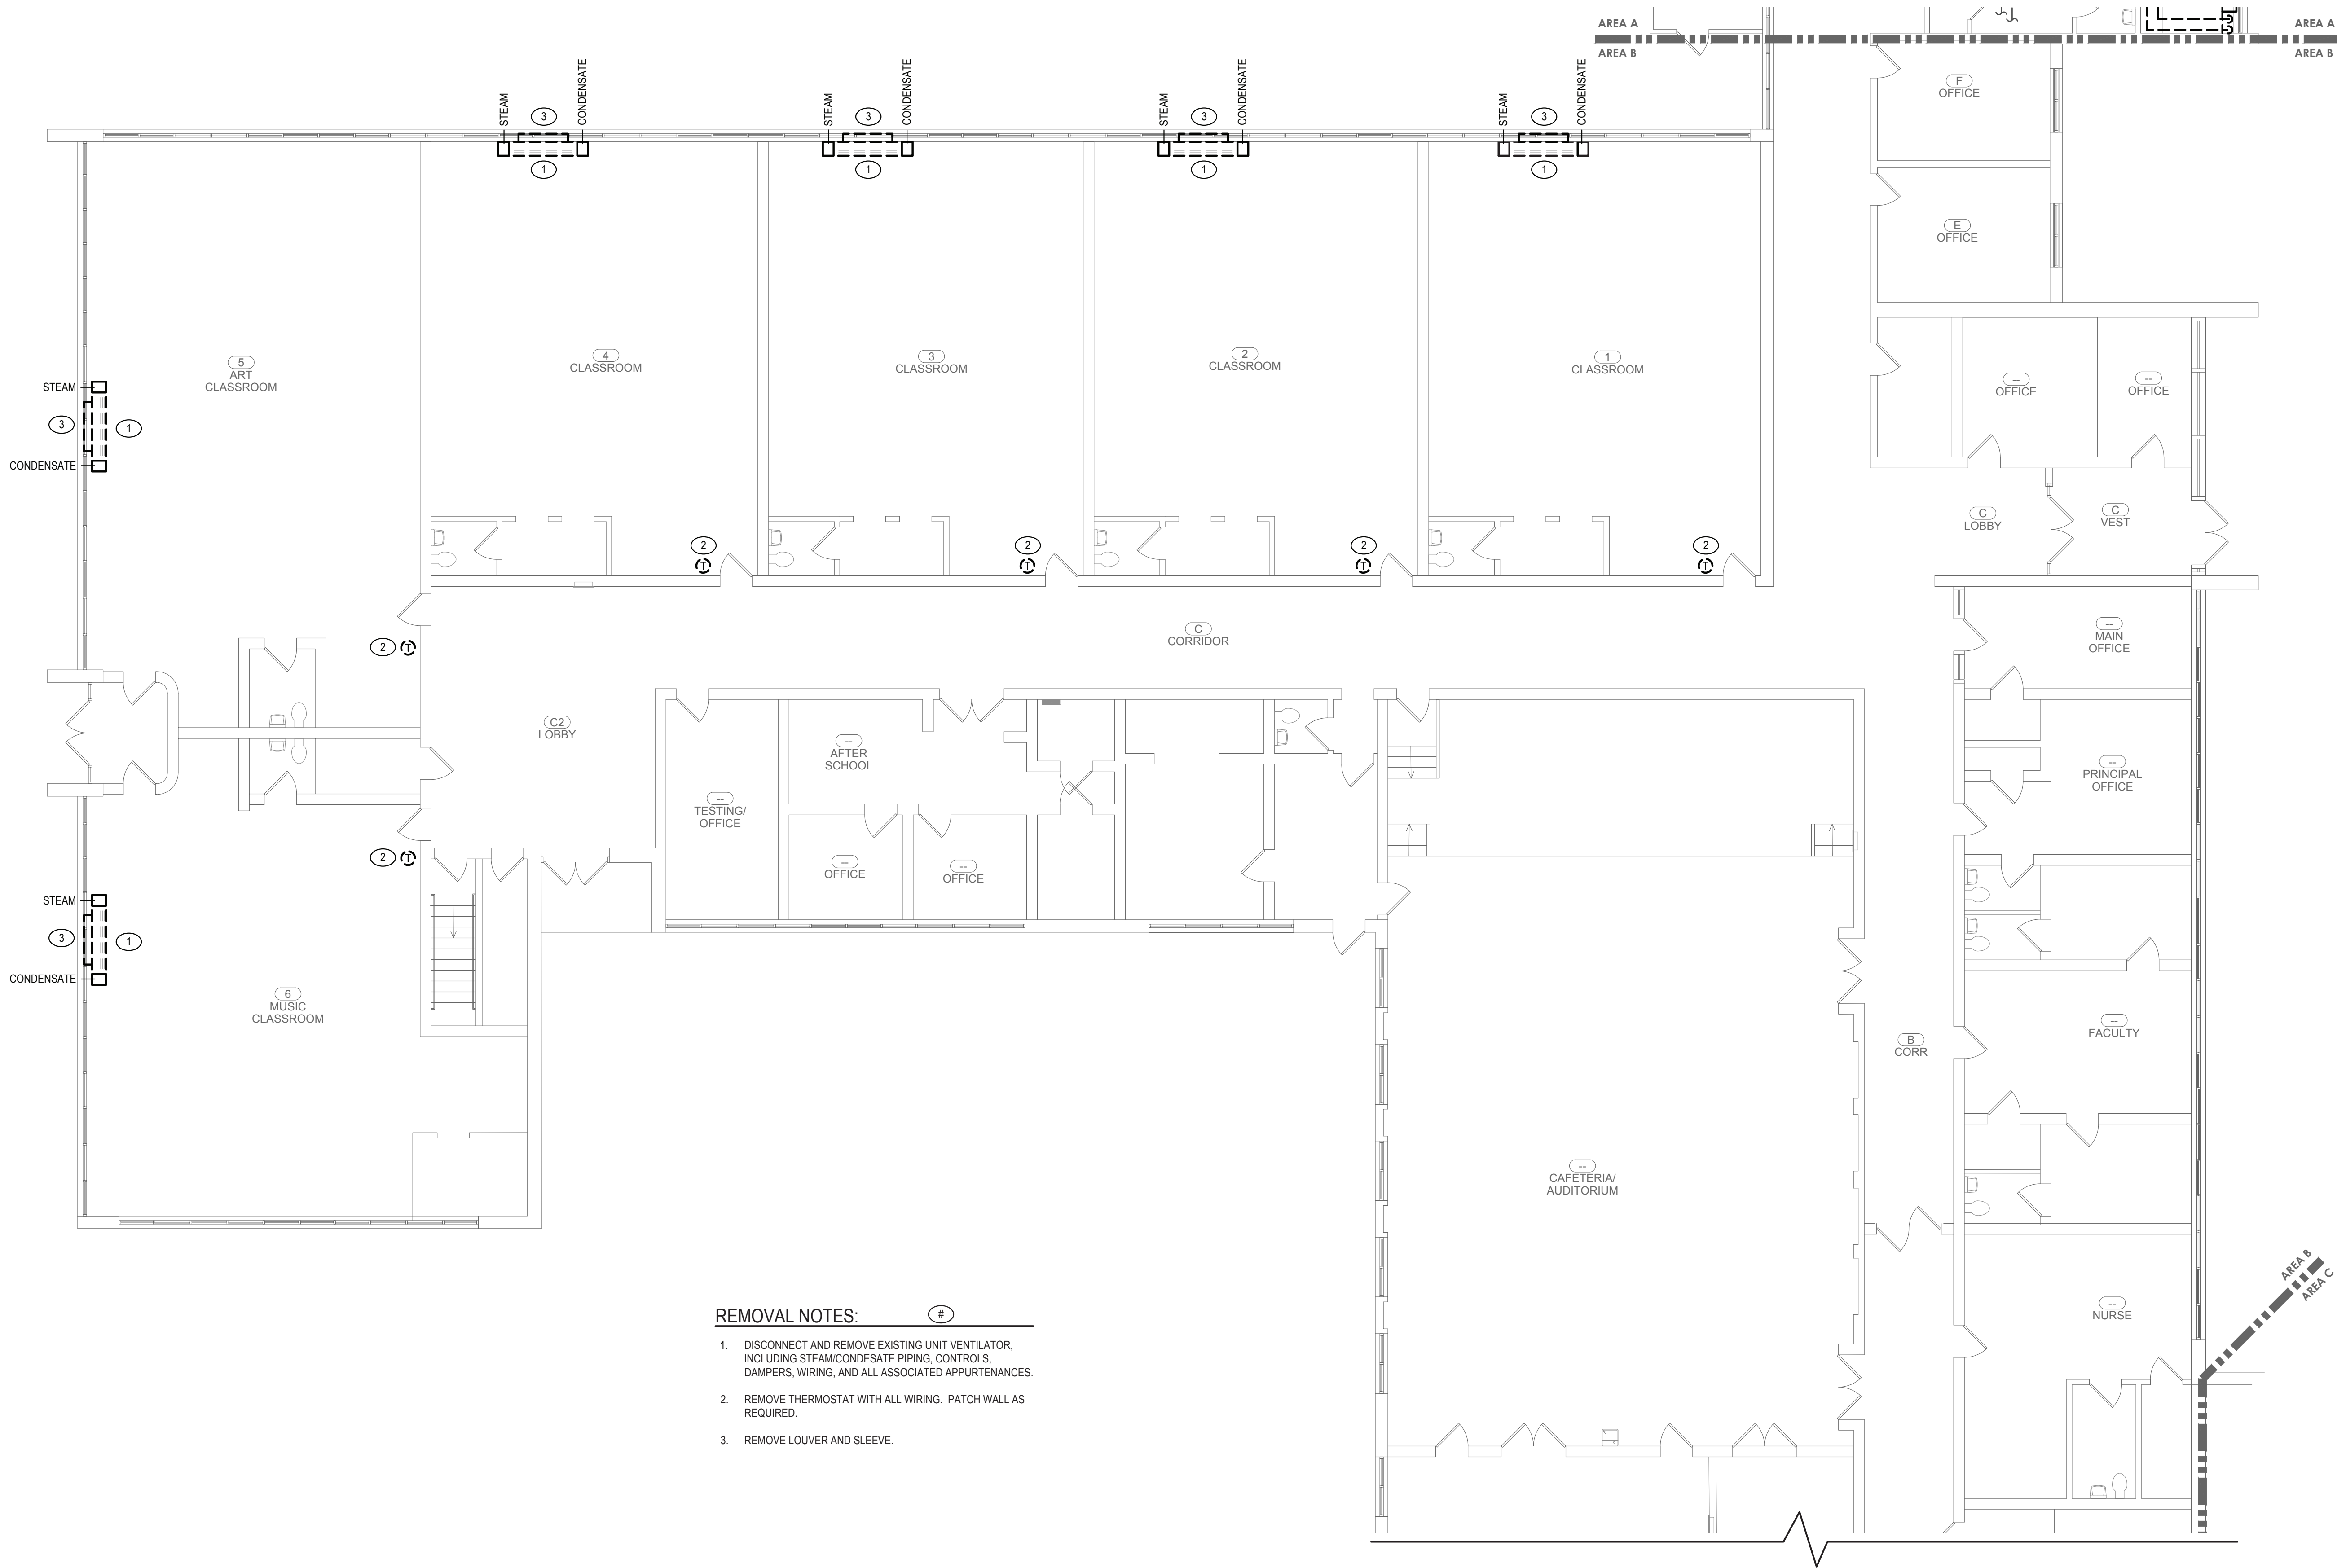 AREA A
AREA B
AREA A
AREA B
STEAM
3
CONDENSATE
1
STEAM
3
CONDENSATE
1
STEAM
3
CONDENSATE
1
STEAM
3
CONDENSATE
1
F
OFFICE
E
OFFICE
5
ART
CLASSROOM
4
CLASSROOM
3
CLASSROOM
2
CLASSROOM
1
CLASSROOM
--
OFFICE
--
OFFICE
STEAM
3
1
CONDENSATE
C
LOBBY
C
VEST
2
T
2
T
2
T
2
T
2
T
C
CORRIDOR
--
MAIN
OFFICE
C2
LOBBY
--
AFTER
SCHOOL
--
PRINCIPAL
OFFICE
--
TESTING/
OFFICE
2
T
--
OFFICE
--
OFFICE
STEAM
3
1
CONDENSATE
6
MUSIC
CLASSROOM
--
FACULTY
B
CORR
--
CAFETERIA/
AUDITORIUM
AREA B
AREA C
--
NURSE
REMOVAL NOTES: #
1. DISCONNECT AND REMOVE EXISTING UNIT VENTILATOR,
INCLUDING STEAM/CONDESATE PIPING, CONTROLS,
DAMPERS, WIRING, AND ALL ASSOCIATED APPURTENANCES.
2. REMOVE THERMOSTAT WITH ALL WIRING. PATCH WALL AS
REQUIRED.
3. REMOVE LOUVER AND SLEEVE.